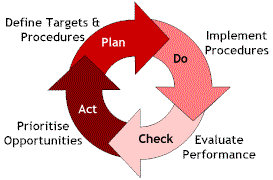 Define Targets &
Procedures
Plan
Implement
Procedures
Do
Act
Prioritise
Opportunities
Check
Evaluate
Performance